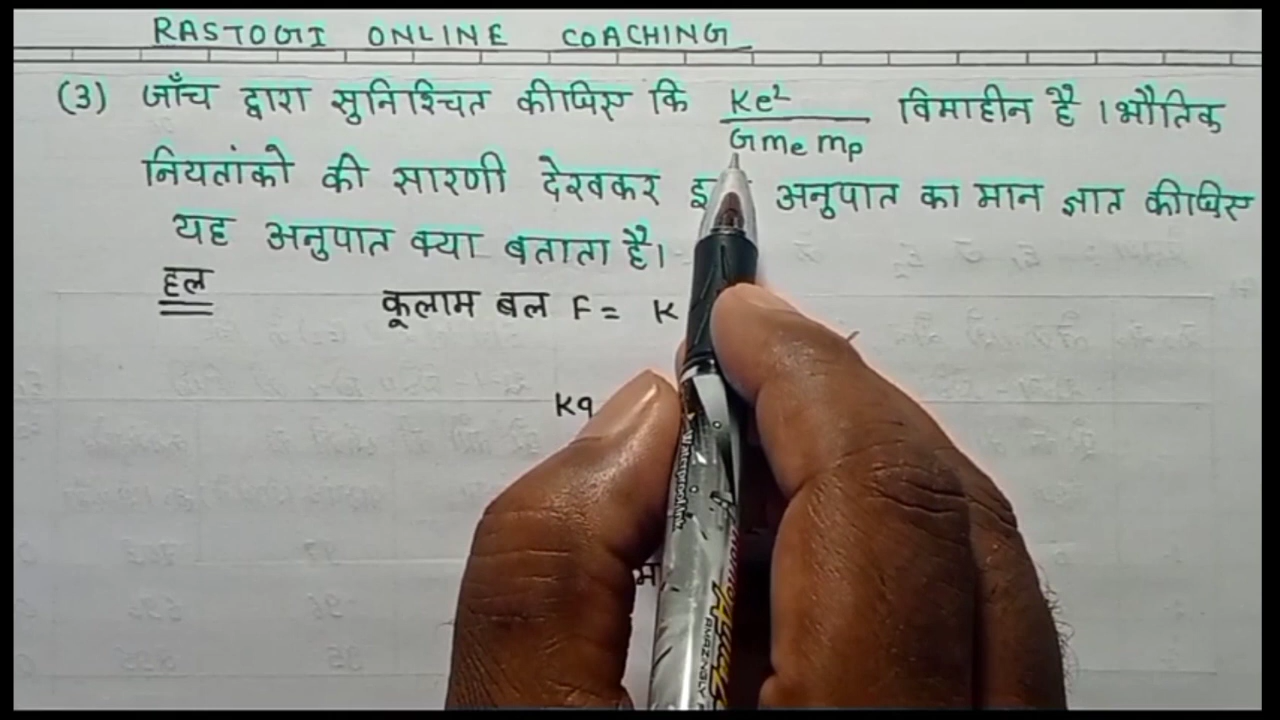 RASTOGI ONLINE COACHING
(3) जाँच द्वारा सुनिश्चित कीजिए कि Ke²/Gmemp विमाहीन है । भौतिक
नियतांको की सारणी देखकर अनुपात का मान ज्ञात कीजिए
यह अनुपात क्या बताता है।
हल
कूलाम बल F = K
Kq